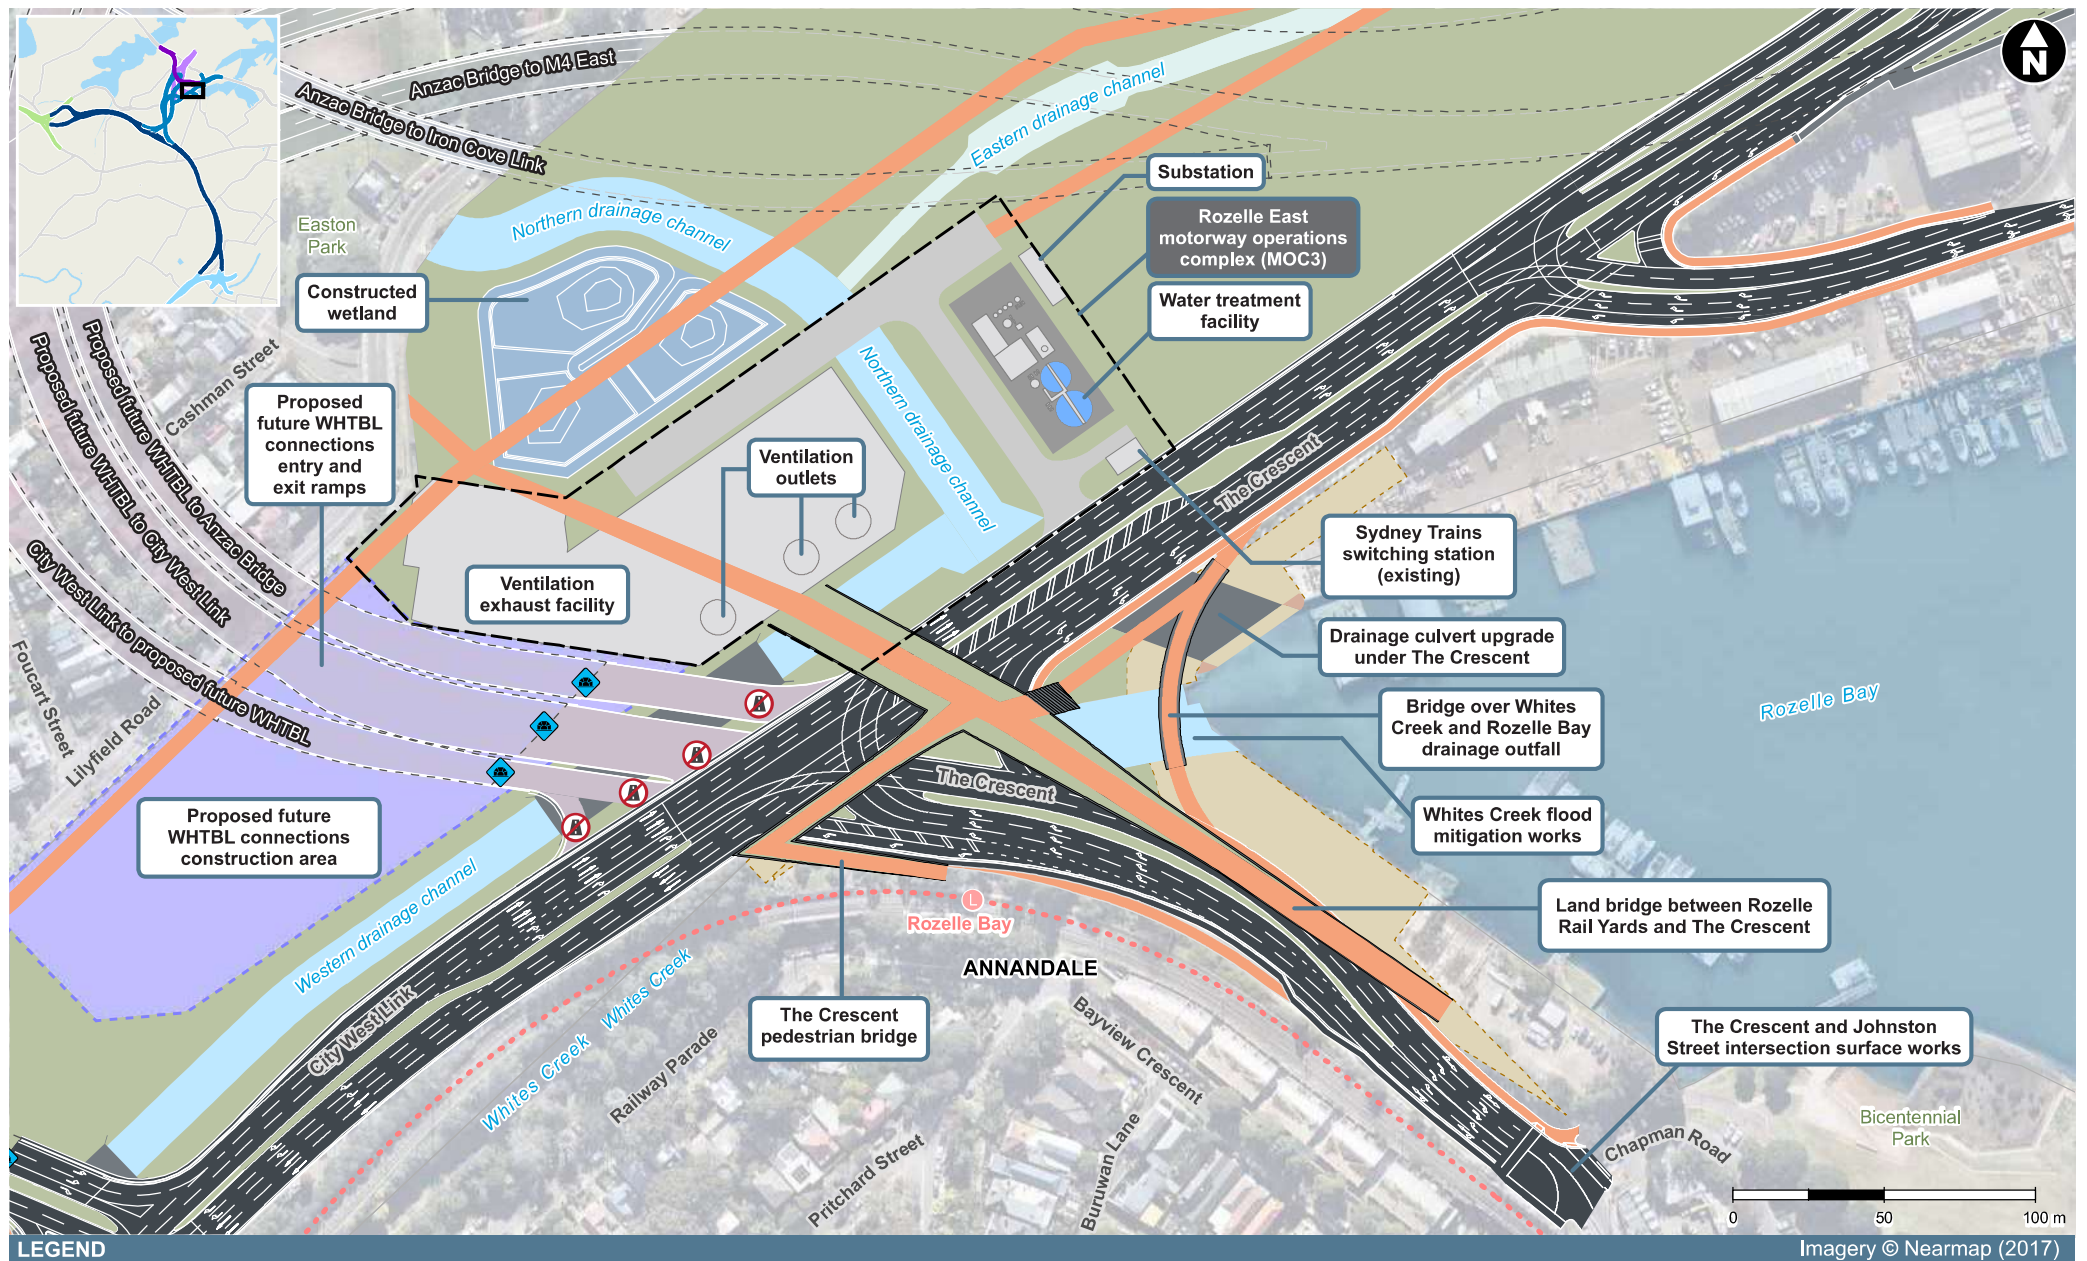 Anzac Bridge to M4 East
Anzac Bridge to Iron Cove Link
Eastern drainage channel
N
Substation
Rozelle East
motorway operations
complex (MOC3)
Water treatment
facility
Easton
Park
Northern drainage channel
Constructed
wetland
Proposed future WHTBL to Anzac Bridge
Proposed future WHTBL to City West Link
City West Link to proposed future WHTBL
Cashman Street
Proposed
future WHTBL
connections
entry and
exit ramps
Northern drainage channel
Ventilation
outlets
The Crescent
Ventilation
exhaust facility
Sydney Trains
switching station
(existing)
Drainage culvert upgrade
under The Crescent
Foucart Street
Lilyfield Road
Bridge over Whites
Creek and Rozelle Bay
drainage outfall
Rozelle Bay
The Crescent
Proposed future
WHTBL connections
construction area
Whites Creek flood
mitigation works
Western drainage channel
L
Rozelle Bay
Land bridge between Rozelle
Rail Yards and The Crescent
ANNANDALE
City West Link
Whites Creek
Whites Creek
Railway Parade
The Crescent
pedestrian bridge
Bayview Crescent
The Crescent and Johnston
Street intersection surface works
Pritchard Street
Buruwan Lane
Chapman Road
Bicentennial
Park
0 50 100 m
LEGEND
Imagery © Nearmap (2017)